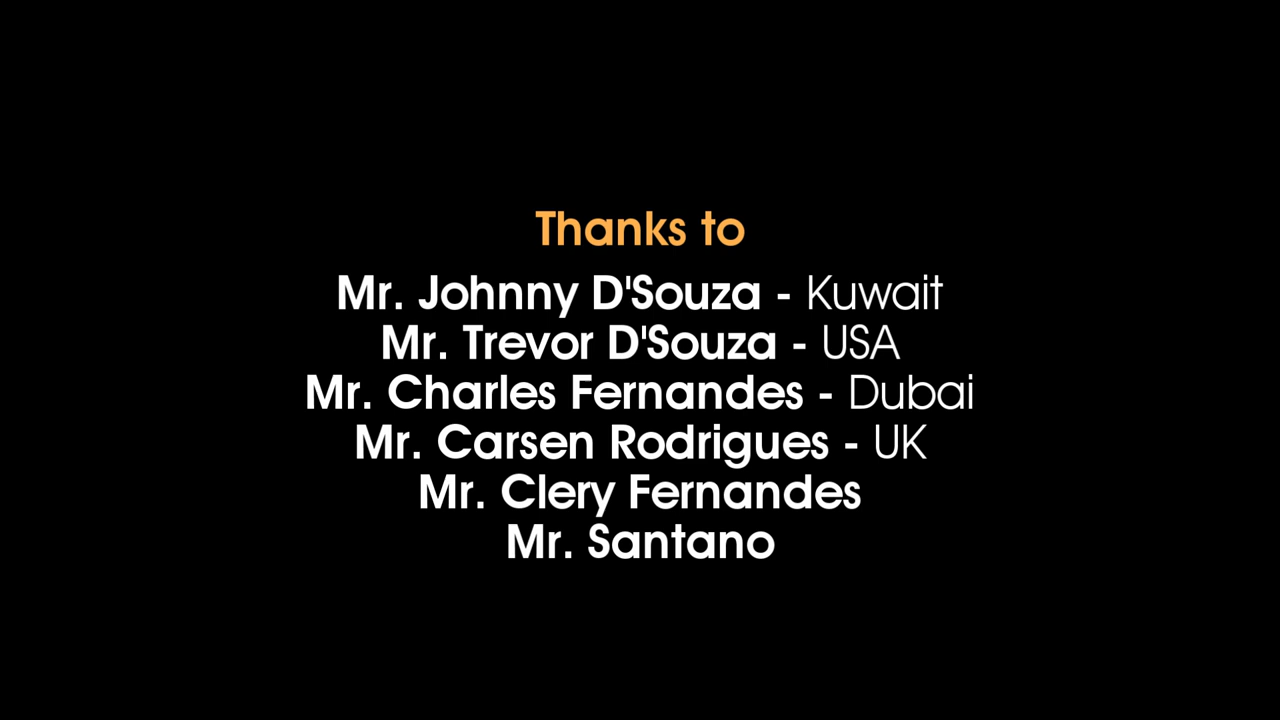 Thanks to
Mr. Johnny D'Souza - Kuwait
Mr. Trevor D'Souza - USA
Mr. Charles Fernandes - Dubai
Mr. Carsen Rodrigues - UK
Mr. Clery Fernandes
Mr. Santano